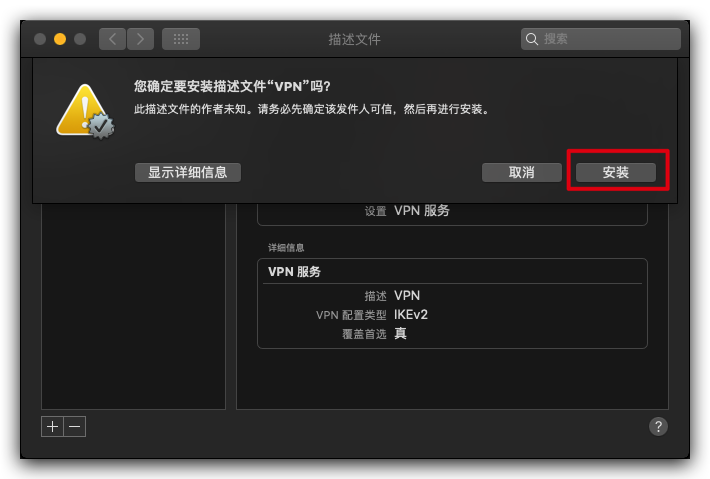 描述文件
搜索
您确定要安装描述文件“VPN”吗？
此描述文件的作者未知。请务必先确定该发件人可信，然后再进行安装。
显示详细信息
取消
安装
设置 VPN 服务
详细信息
VPN 服务
描述 VPN
VPN 配置类型 IKEv2
覆盖首选 真
?